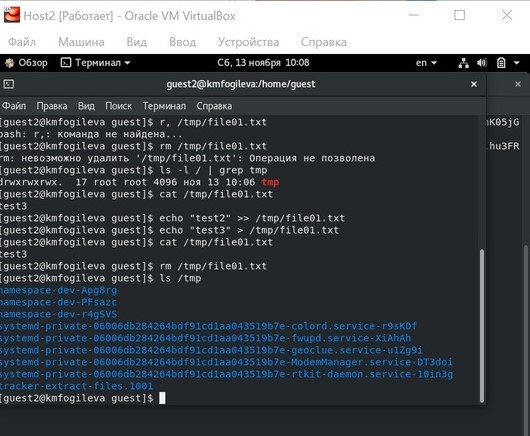 Host2 [Работает] - Oracle VM VirtualBox
Файл Машина Вид Ввод Устройства Справка
Обзор Терминал Сб, 13 ноября 10:08 en
guest2@kmfogileva:/home/guest
Файл Правка Вид Поиск Терминал Справка
[guest2@kmfogileva guest]$ r, /tmp/file01.txt
bash: r,: команда не найдена...
[guest2@kmfogileva guest]$ rm /tmp/file01.txt
rm: невозможно удалить '/tmp/file01.txt': Операция не позволена
[guest2@kmfogileva guest]$ ls -l / | grep tmp
drwxrwxrwx. 17 root root 4096 ноя 13 10:06 tmp
[guest2@kmfogileva guest]$ cat /tmp/file01.txt
test3
[guest2@kmfogileva guest]$ echo "test2" >> /tmp/file01.txt
[guest2@kmfogileva guest]$ echo "test3" > /tmp/file01.txt
[guest2@kmfogileva guest]$ cat /tmp/file01.txt
test3
[guest2@kmfogileva guest]$ rm /tmp/file01.txt
[guest2@kmfogileva guest]$ ls /tmp
namespace-dev-Apg8rg
namespace-dev-PFsazc
namespace-dev-r4gSVS
systemd-private-06006db284264bdf91cd1aa043519b7e-colord.service-r9sKOf
systemd-private-06006db284264bdf91cd1aa043519b7e-fwupd.service-XiAhAh
systemd-private-06006db284264bdf91cd1aa043519b7e-geoclue.service-u1Zg9i
systemd-private-06006db284264bdf91cd1aa043519b7e-ModemManager.service-DT3doi
systemd-private-06006db284264bdf91cd1aa043519b7e-rtkit-daemon.service-10in3g
tracker-extract-files.1001
[guest2@kmfogileva guest]$